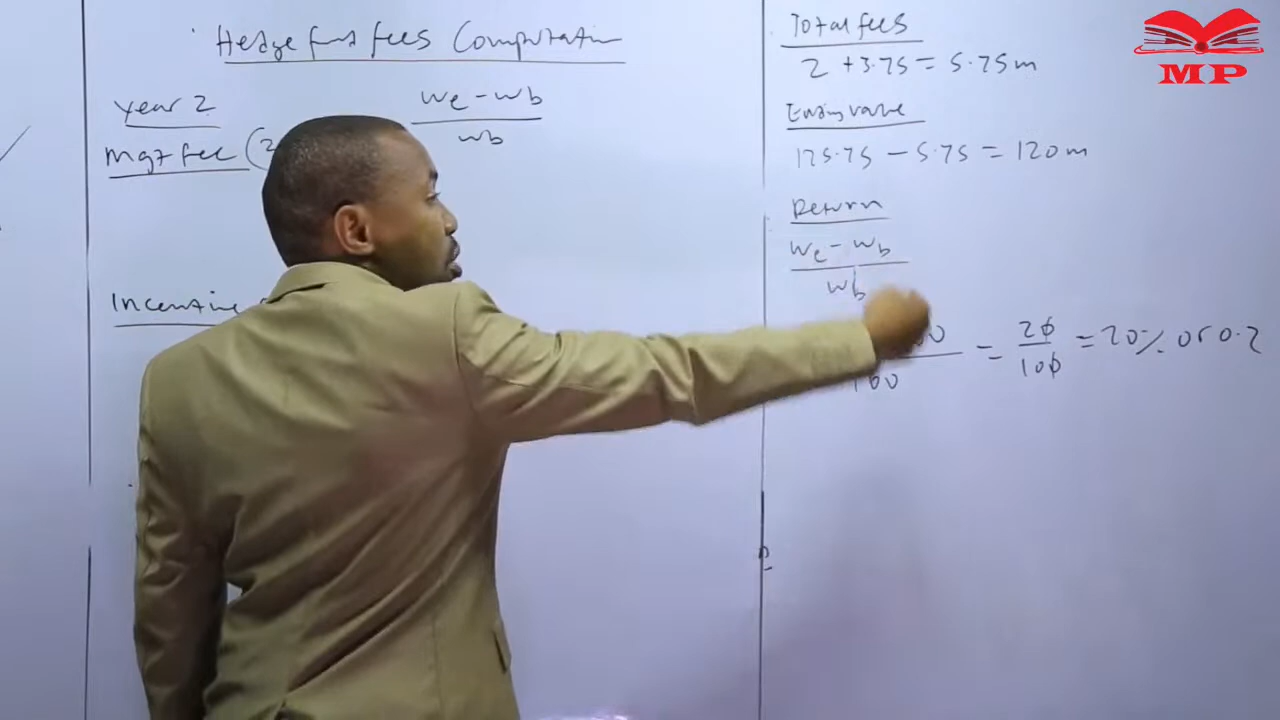 Hedge fund fees Computation
Year 2
we - wb
wb
Mgt fee (2
Incentive
Total fees
2 + 3.75 = 5.75m
Ending value
125.75 - 5.75 = 120m
Return
we - wb
wb
100
= 20/100 = 20% or 0.2
MP